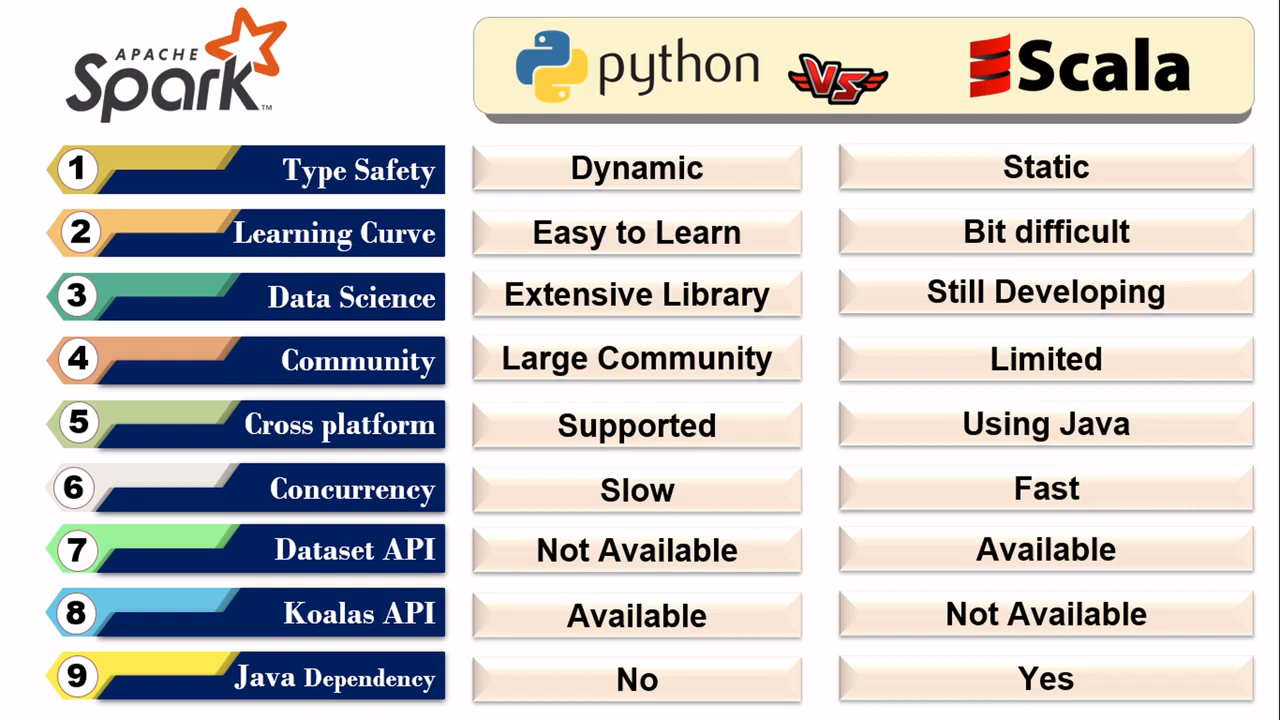 APACHE
Spark™
python VS Scala
1 Type Safety Dynamic Static
2 Learning Curve Easy to Learn Bit difficult
3 Data Science Extensive Library Still Developing
4 Community Large Community Limited
5 Cross platform Supported Using Java
6 Concurrency Slow Fast
7 Dataset API Not Available Available
8 Koalas API Available Not Available
9 Java Dependency No Yes